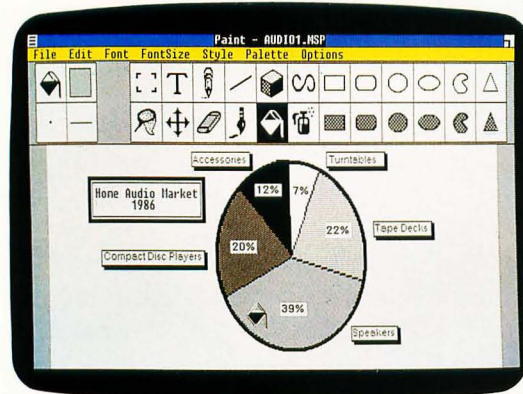 Paint - AUDIO1.MSP
File Edit Font FontSize Style Palette Options
T
Accessories
Turntables
12%
7%
Home Audio Market
1986
22%
Tape Decks
20%
Compact Disc Players
39%
Speakers